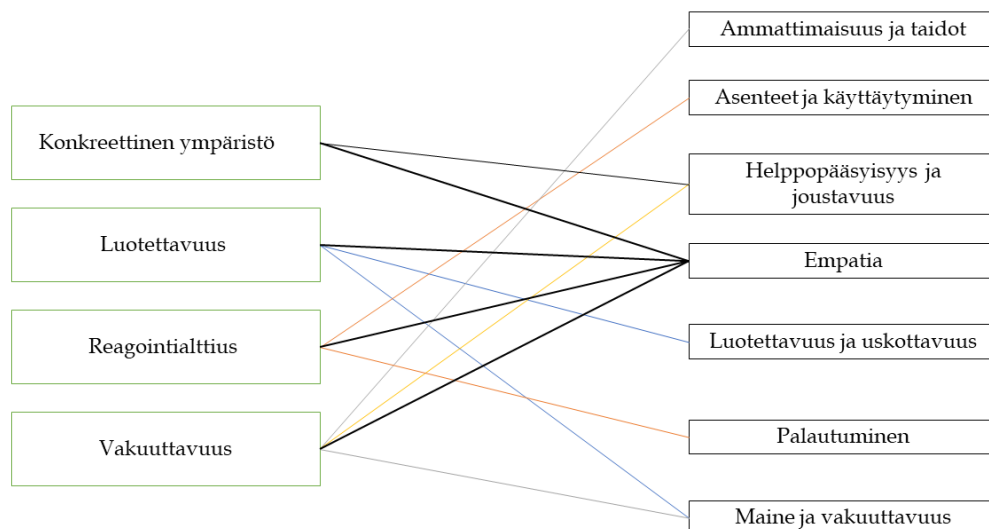 Konkreettinen ympäristö
Luotettavuus
Reagointialttius
Vakuuttavuus
Ammattimaisuus ja taidot
Asenteet ja käyttäytyminen
Helppopääsyisyys ja
joustavuus
Empatia
Luotettavuus ja uskottavuus
Palautuminen
Maine ja vakuuttavuus